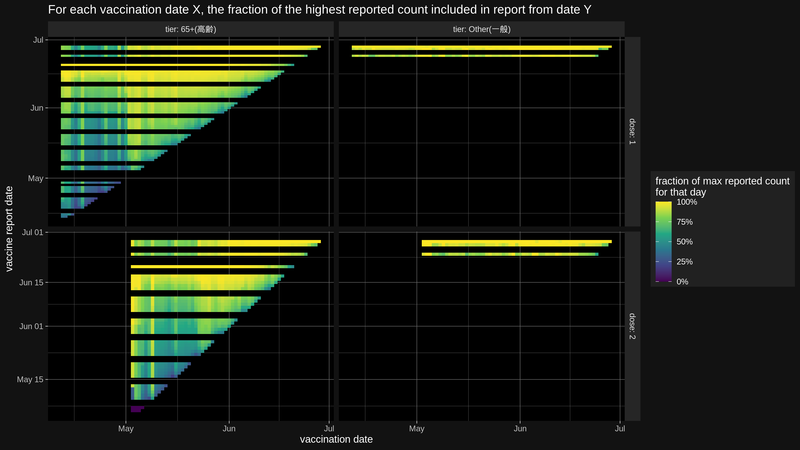 For each vaccination date X, the fraction of the highest reported count included in report from date Y
tier: 65+(高齢)
tier: Other(一般)
Jul
Jun
May
dose: 1
Jul 01
Jun 15
Jun 01
May 15
dose: 2
May
Jun
Jul
May
Jun
Jul
vaccination date
vaccine report date
fraction of max reported count
for that day
100%
75%
50%
25%
0%